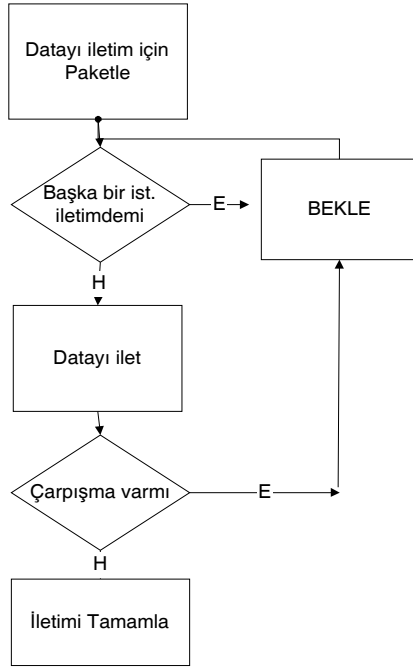 Datayı iletim için
Paketle
Başka bir ist.
iletimdemi
E
BEKLE
H
Datayı ilet
Çarpışma varmı
E
H
İletimi Tamamla